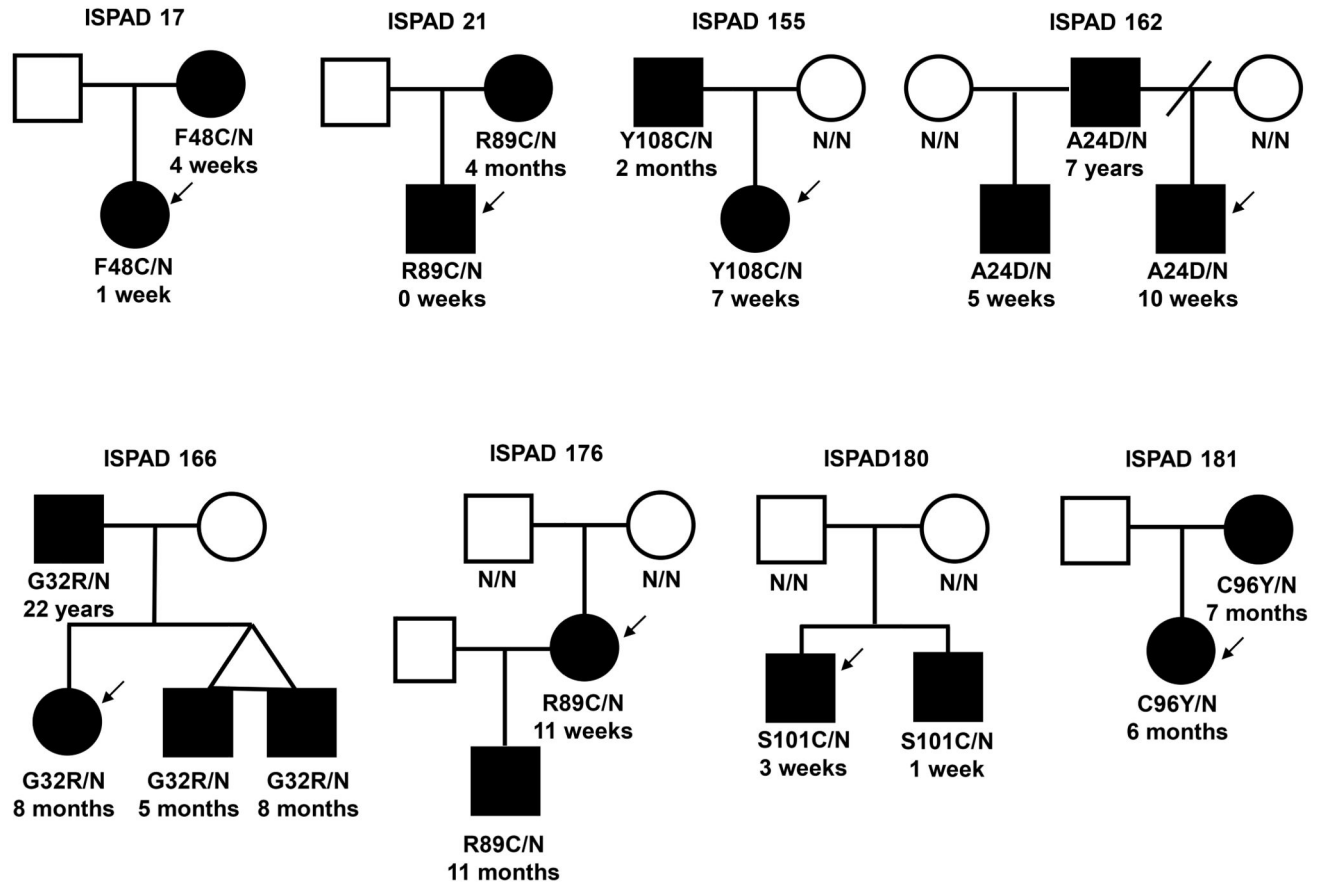 ISPAD 17
F48C/N
4 weeks
F48C/N
1 week
ISPAD 21
R89C/N
4 months
R89C/N
0 weeks
ISPAD 155
Y108C/N
2 months
N/N
Y108C/N
7 weeks
ISPAD 162
N/N
A24D/N
7 years
N/N
A24D/N
5 weeks
A24D/N
10 weeks
ISPAD 166
G32R/N
22 years
G32R/N
8 months
G32R/N
5 months
G32R/N
8 months
ISPAD 176
N/N
N/N
R89C/N
11 weeks
R89C/N
11 months
ISPAD180
N/N
N/N
S101C/N
3 weeks
S101C/N
1 week
ISPAD 181
C96Y/N
7 months
C96Y/N
6 months